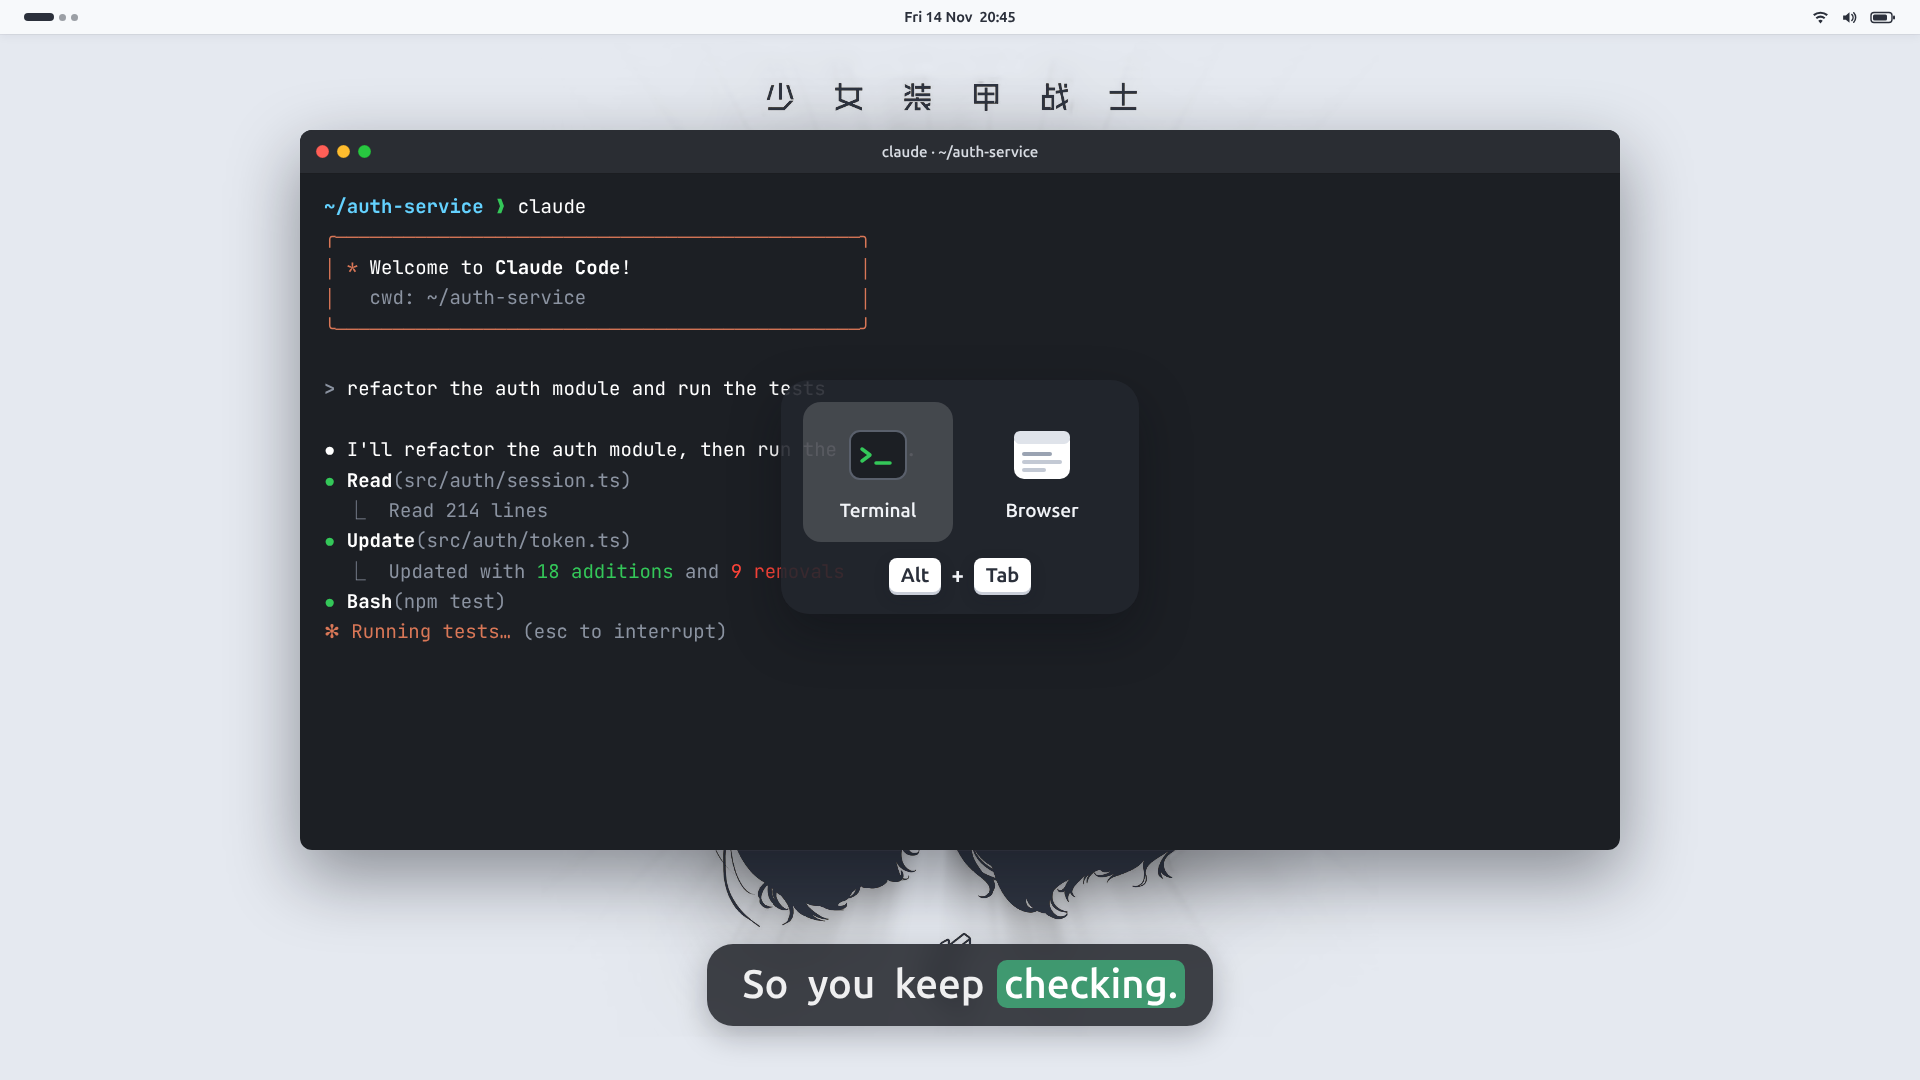 Fri 14 Nov 20:45
少女装甲战士
claude · ~/auth-service
~/auth-service ❱ claude
* Welcome to Claude Code!
cwd: ~/auth-service
> refactor the auth module and run the tests
● I'll refactor the auth module, then run the
● Read(src/auth/session.ts)
Read 214 lines
● Update(src/auth/token.ts)
Updated with 18 additions and 9 removals
● Bash(npm test)
✻ Running tests… (esc to interrupt)
Terminal
Browser
Alt + Tab
So you keep checking.